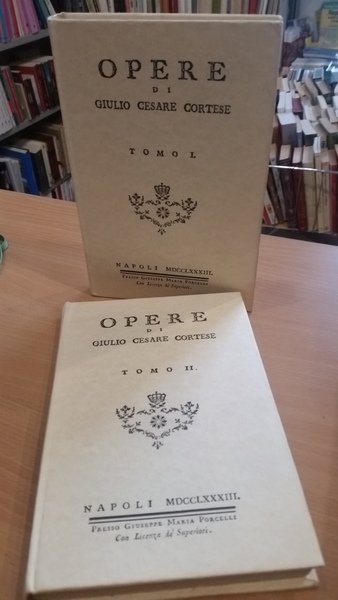 OPERE
DI
GIULIO CESARE CORTESE
TOMO I.
NAPOLI MDCCLXXXIII.
PRESSO GIUSEPPE MARIA PORCELLI
Con Licenza de' Superiori.
OPERE
DI
GIULIO CESARE CORTESE
TOMO II.
NAPOLI MDCCLXXXIII.
PRESSO GIUSEPPE MARIA PORCELLI
Con Licenza de' Superiori.